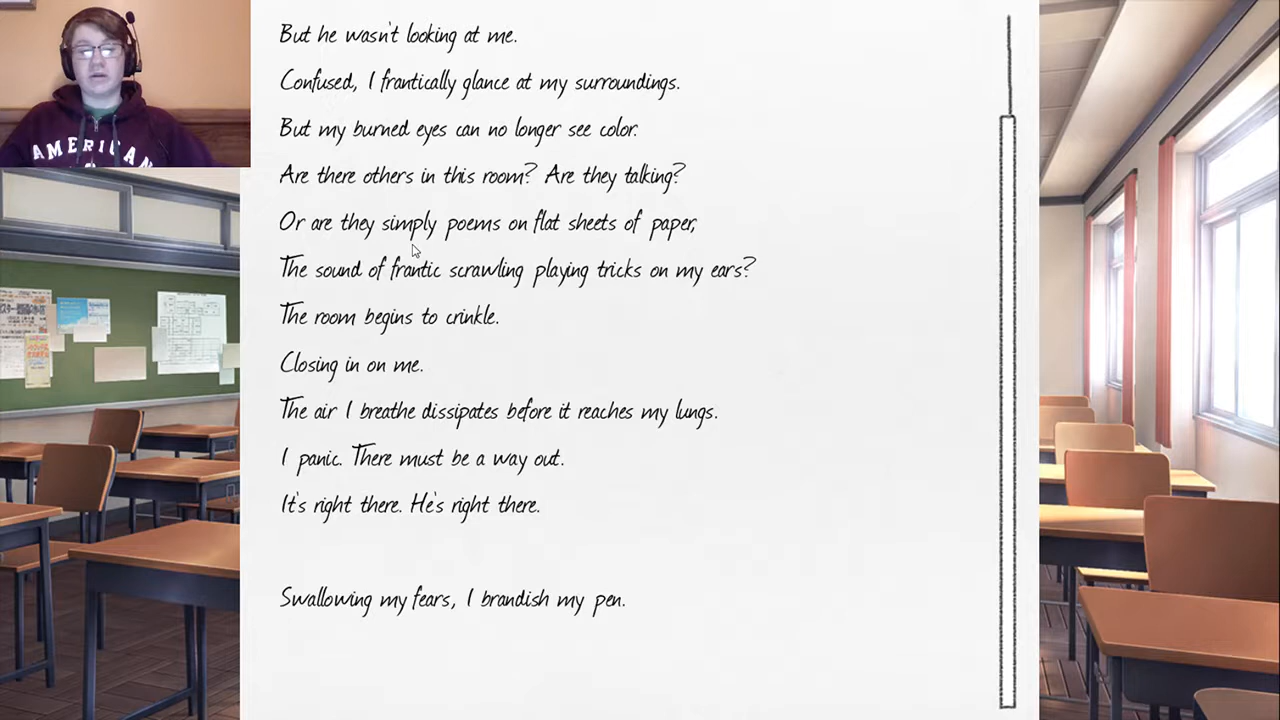 AMERICAN
But he wasn't looking at me.
Confused, I frantically glance at my surroundings.
But my burned eyes can no longer see color.
Are there others in this room? Are they talking?
Or are they simply poems on flat sheets of paper,
The sound of frantic scrawling playing tricks on my ears?
The room begins to crinkle.
Closing in on me.
The air I breathe dissipates before it reaches my lungs.
I panic. There must be a way out.
It's right there. He's right there.
Swallowing my fears, I brandish my pen.